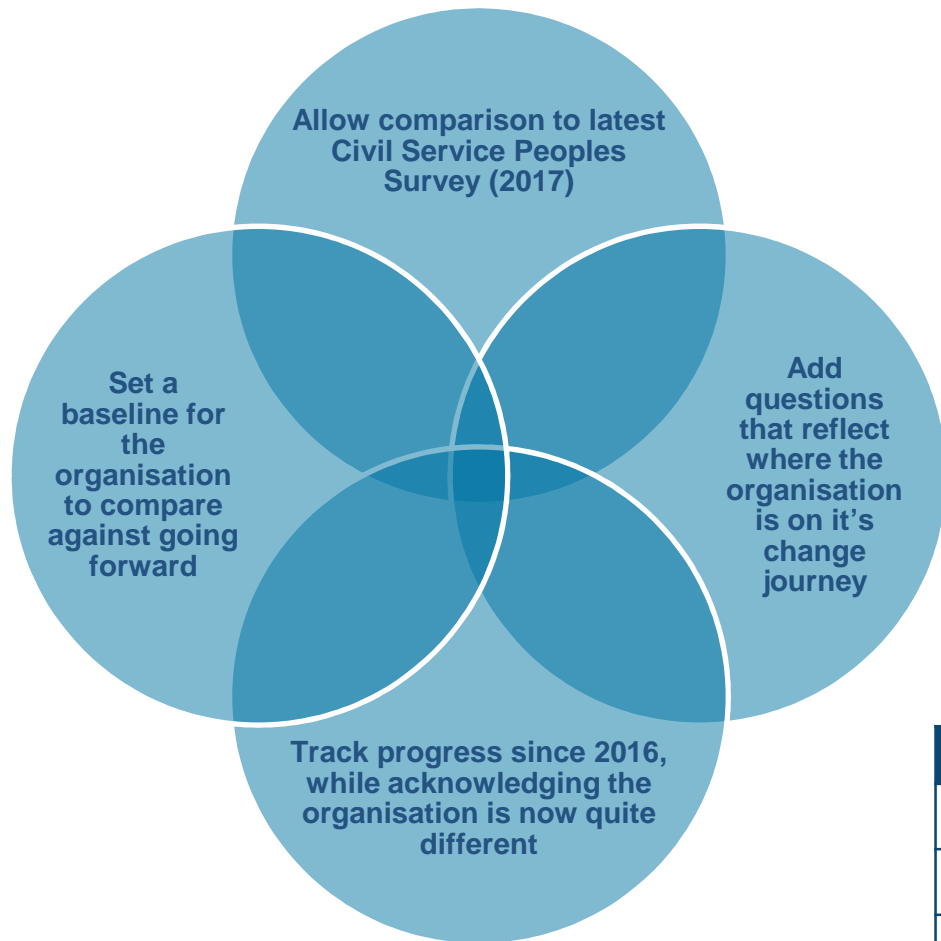 Allow comparison to latest
Civil Service Peoples
Survey (2017)
Set a
baseline for
the
organisation
to compare
against going
forward
Add
questions
that reflect
where the
organisation
is on it's
change
journey
Track progress since 2016,
while acknowledging the
organisation is now quite
different